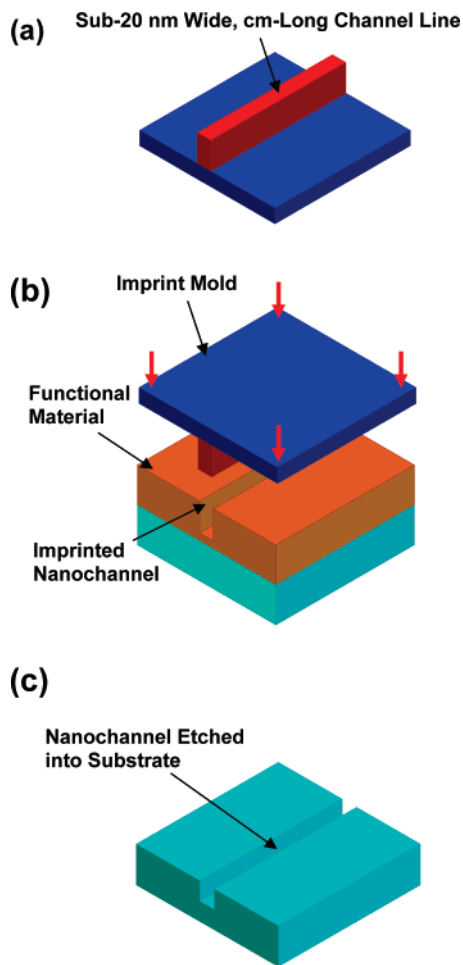 (a)
Sub-20 nm Wide, cm-Long Channel Line
(b)
Imprint Mold
Functional
Material
Imprinted
Nanochannel
(c)
Nanochannel Etched
into Substrate